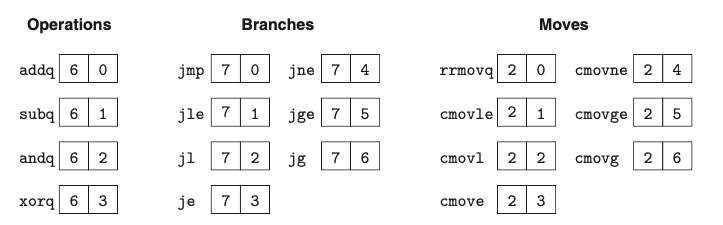 Operations Branches Moves
addq 6 0 jmp 7 0 jne 7 4 rrmovq 2 0 cmovne 2 4
subq 6 1 jle 7 1 jge 7 5 cmovle 2 1 cmovge 2 5
andq 6 2 jl 7 2 jg 7 6 cmovl 2 2 cmovg 2 6
xorq 6 3 je 7 3 cmove 2 3